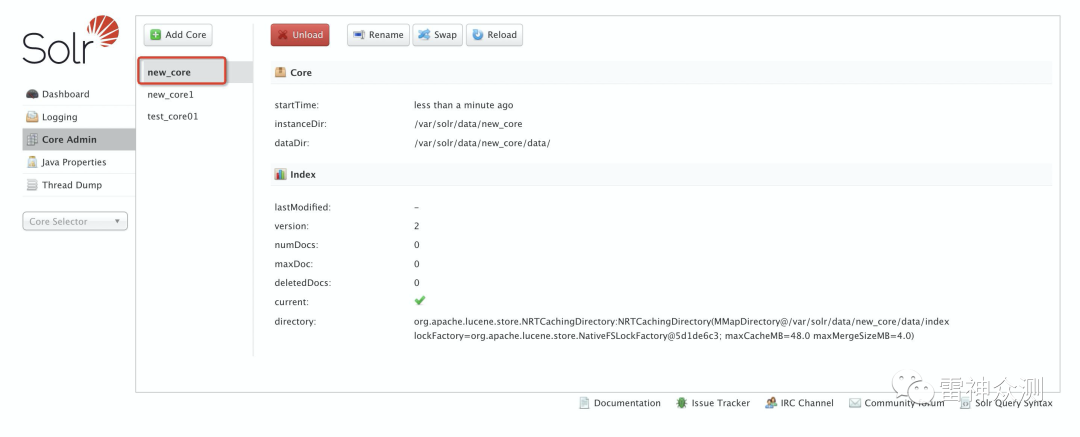 Solr
Dashboard
Logging
Core Admin
Java Properties
Thread Dump
Core Selector
Add Core
new_core
new_core1
test_core01
Unload
Rename
Swap
Reload
Core
startTime: less than a minute ago
instanceDir: /var/solr/data/new_core
dataDir: /var/solr/data/new_core/data/
Index
lastModified: –
version: 2
numDocs: 0
maxDoc: 0
deletedDocs: 0
current:
directory: org.apache.lucene.store.NRTCachingDirectory:NRTCachingDirectory(MMapDirectory@/var/solr/data/new_core/data/index
lockFactory=org.apache.lucene.store.NativeFSLockFactory@5d1de6c3; maxCacheMB=48.0 maxMergeSizeMB=4.0)
雷神众测
Documentation Issue Tracker IRC Channel Community forum Solr Query Syntax